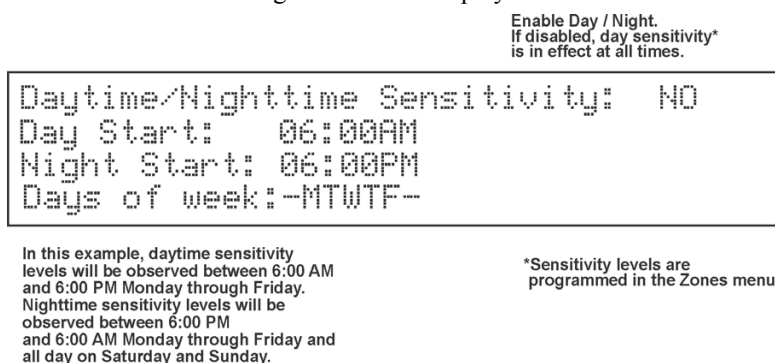 Enable Day / Night.
If disabled, day sensitivity*
is in effect at all times.
Daytime/Nighttime Sensitivity: NO
Day Start: 06:00AM
Night Start: 06:00PM
Days of week:-MTWTF-
In this example, daytime sensitivity
levels will be observed between 6:00 AM
and 6:00 PM Monday through Friday.
Nighttime sensitivity levels will be
observed between 6:00 PM
and 6:00 AM Monday through Friday and
all day on Saturday and Sunday.
*Sensitivity levels are
programmed in the Zones menu